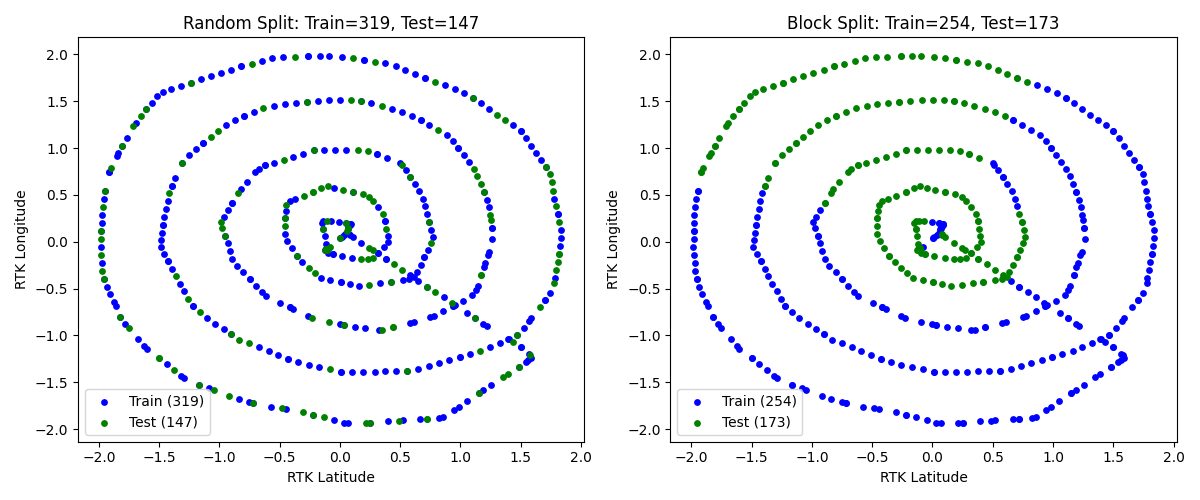 Random Split: Train=319, Test=147
RTK Longitude
2.0
1.5
1.0
0.5
0.0
−0.5
−1.0
−1.5
−2.0
Train (319)
Test (147)
−2.0 −1.5 −1.0 −0.5 0.0 0.5 1.0 1.5 2.0
RTK Latitude
Block Split: Train=254, Test=173
RTK Longitude
2.0
1.5
1.0
0.5
0.0
−0.5
−1.0
−1.5
−2.0
Train (254)
Test (173)
−2.0 −1.5 −1.0 −0.5 0.0 0.5 1.0 1.5 2.0
RTK Latitude